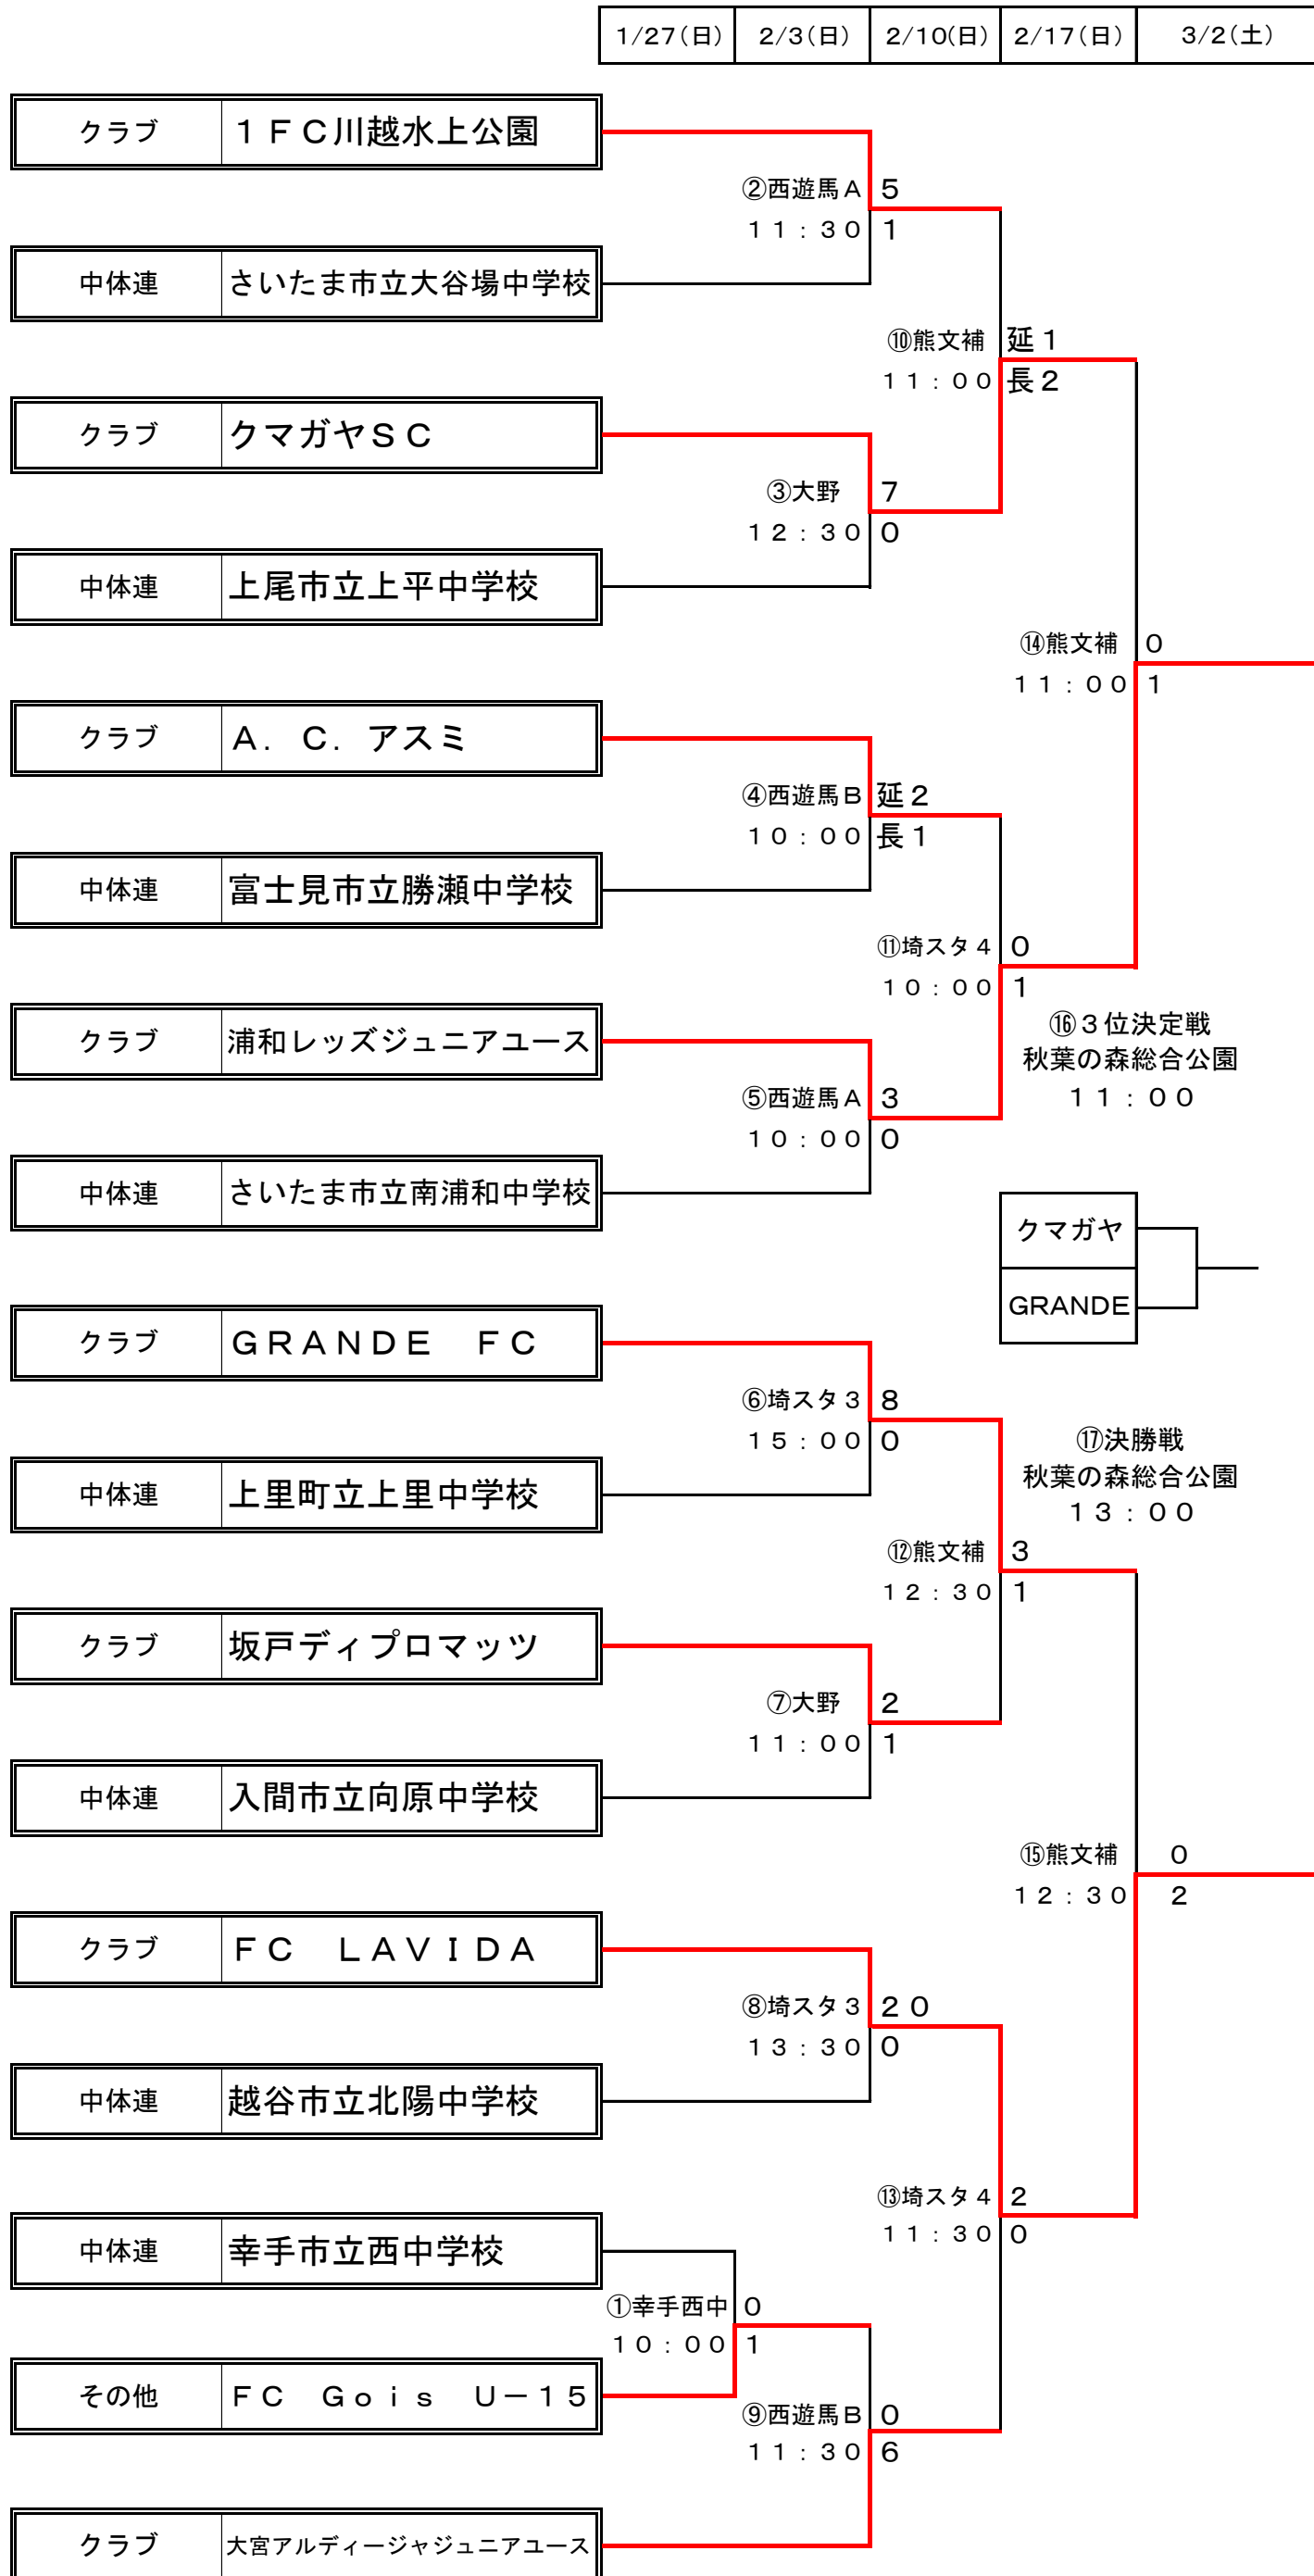 1/27(日) 2/3(日) 2/10(日) 2/17(日) 3/2(土)
クラブ １ＦＣ川越水上公園
②西遊馬Ａ ５
１１：３０ １
中体連 さいたま市立大谷場中学校
⑩熊文補 延１
１１：００ 長２
クラブ クマガヤＳＣ
③大野 ７
１２：３０ ０
中体連 上尾市立上平中学校
⑭熊文補 ０
１１：００ １
クラブ Ａ．Ｃ．アスミ
④西遊馬Ｂ 延２
１０：００ 長１
中体連 富士見市立勝瀬中学校
⑪埼スタ４ ０
１０：００ １
⑯３位決定戦
秋葉の森総合公園
１１：００
クラブ 浦和レッズジュニアユース
⑤西遊馬Ａ ３
１０：００ ０
中体連 さいたま市立南浦和中学校
クマガヤ
GRANDE
クラブ ＧＲＡＮＤＥ　ＦＣ
⑥埼スタ３ ８
１５：００ ０
⑰決勝戦
秋葉の森総合公園
１３：００
中体連 上里町立上里中学校
⑫熊文補 ３
１２：３０ １
クラブ 坂戸ディプロマッツ
⑦大野 ２
１１：００ １
中体連 入間市立向原中学校
⑮熊文補 ０
１２：３０ ２
クラブ ＦＣ　ＬＡＶＩＤＡ
⑧埼スタ３ ２０
１３：３０ ０
中体連 越谷市立北陽中学校
⑬埼スタ４ ２
１１：３０ ０
中体連 幸手市立西中学校
①幸手西中 ０
１０：００ １
その他 ＦＣ　Ｇｏｉｓ　Ｕ－１５
⑨西遊馬Ｂ ０
１１：３０ ６
クラブ 大宮アルディージャジュニアユース